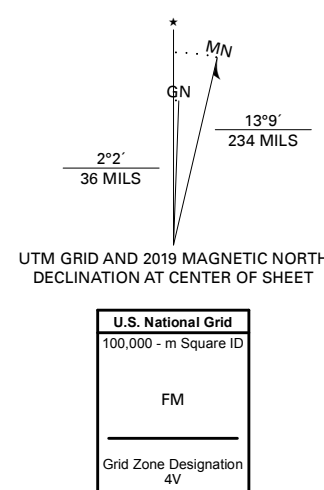 ★
MN
GN
13°9´
234 MILS
2°2´
36 MILS
UTM GRID AND 2019 MAGNETIC NORTH
DECLINATION AT CENTER OF SHEET
U.S. National Grid
100,000 - m Square ID
FM
Grid Zone Designation
4V